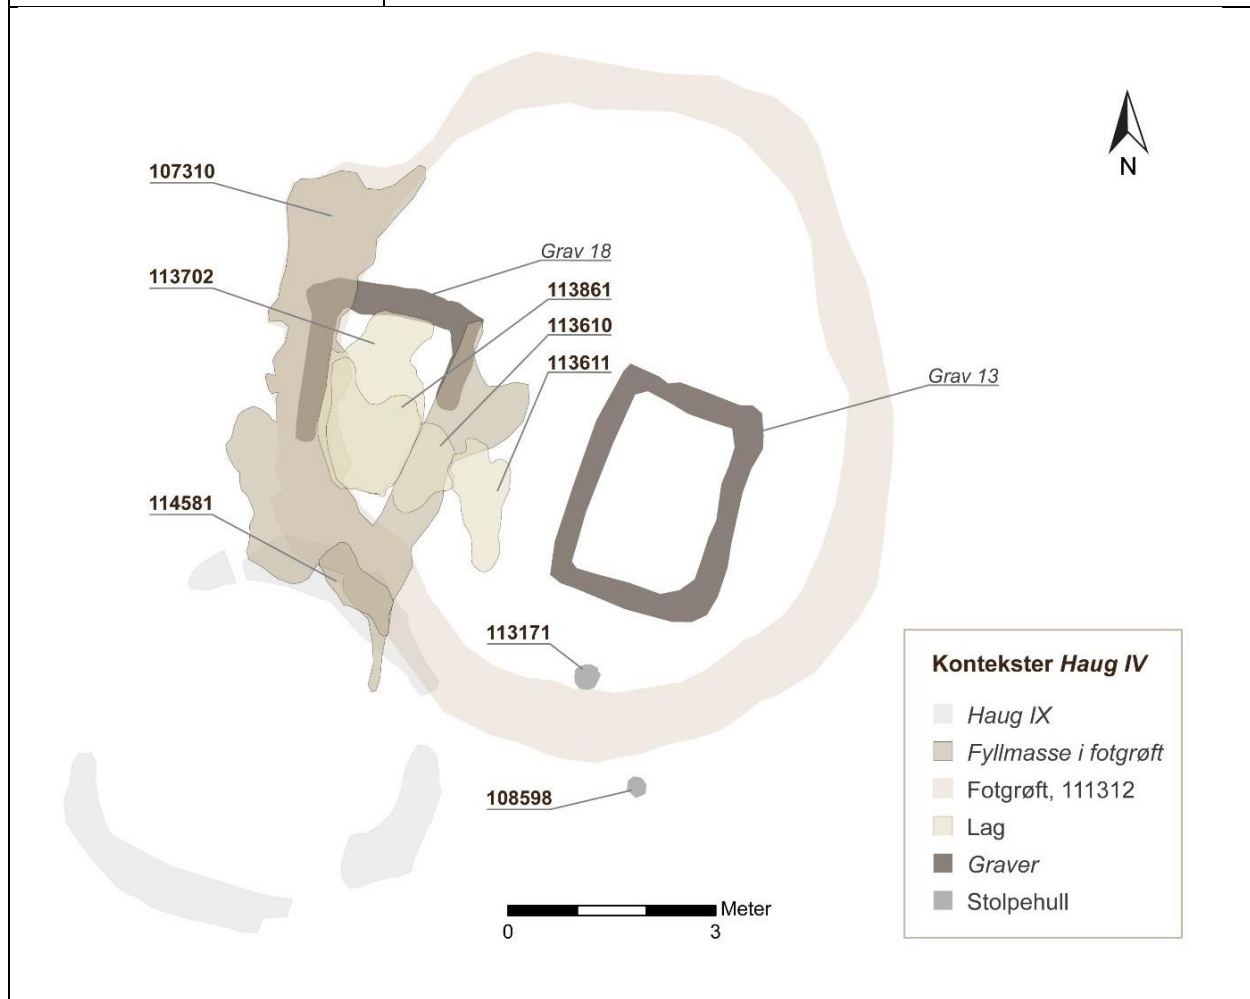 N
107310
Grav 18
113702
113861
113610
113611
Grav 13
114581
113171
108598
Kontekster Haug IV
Haug IX
Fyllmasse i fotgrøft
Fotgrøft, 111312
Lag
Graver
Stolpehull
Meter
0 3